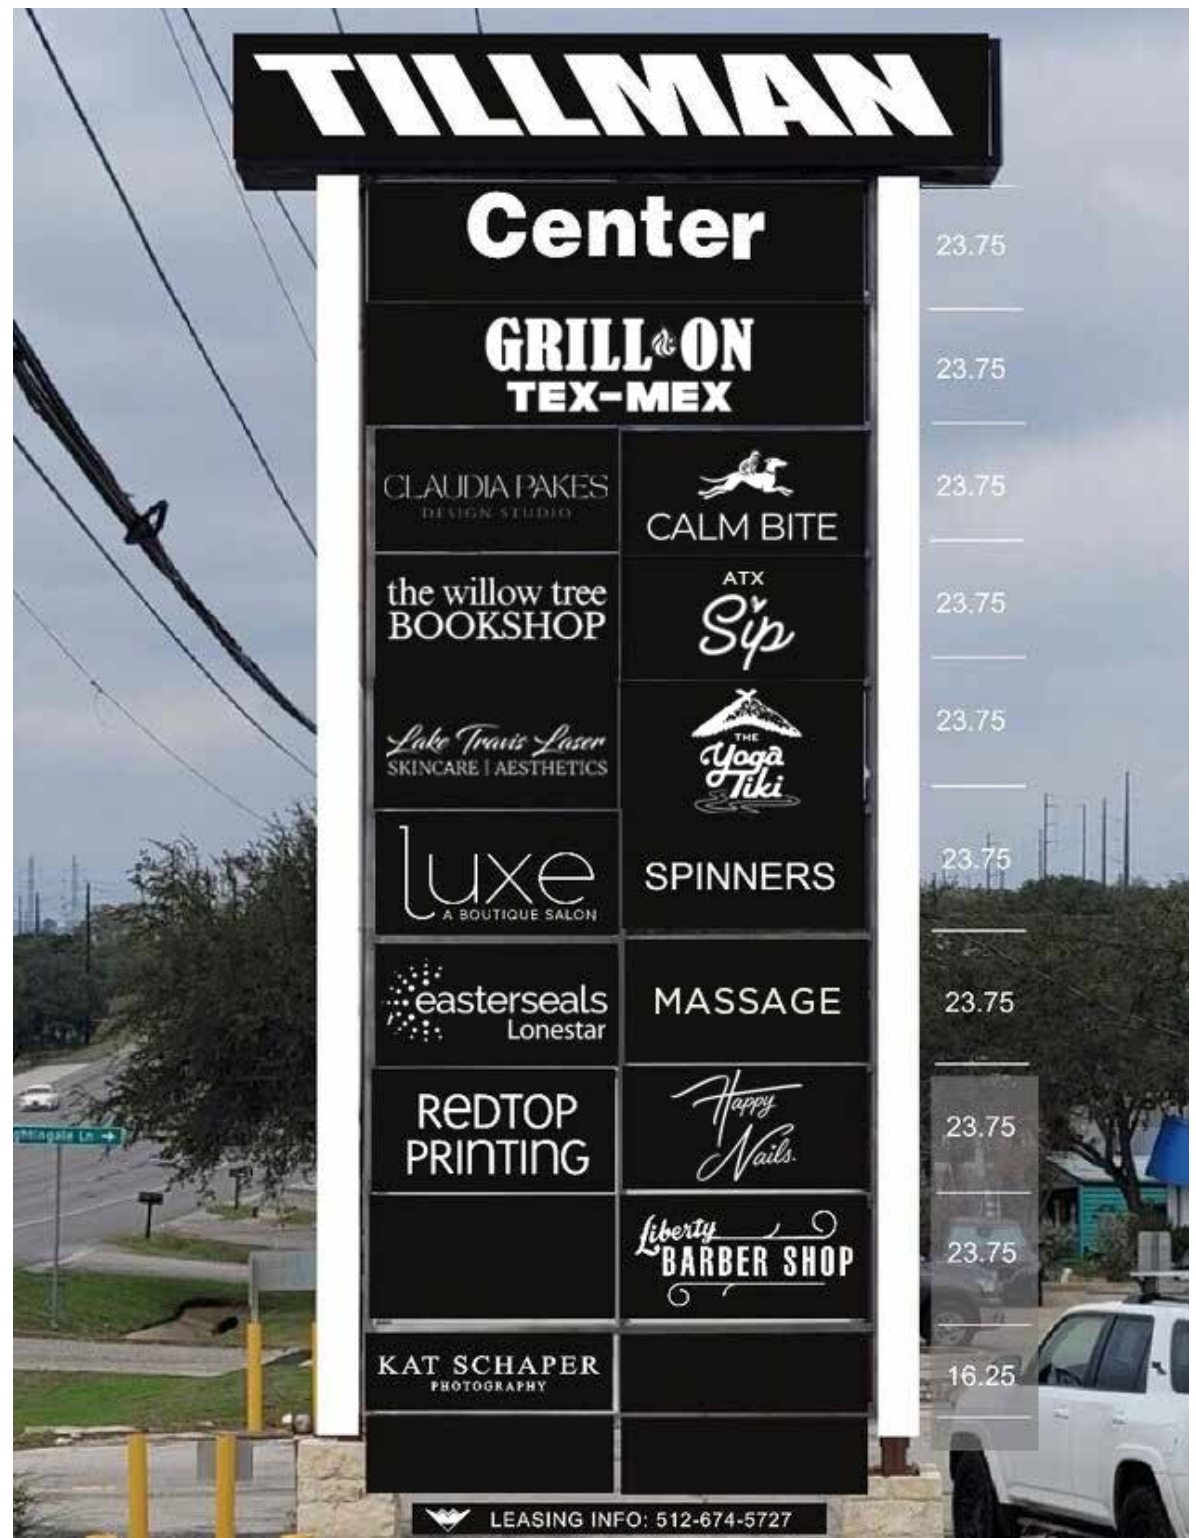 TILLMAN
Center
23.75
GRILL ON
TEX-MEX
23.75
CLAUDIA PAKES
DESIGN STUDIO
CALM BITE
23.75
the willow tree
BOOKSHOP
ATX
Sip
23.75
Lake Travis Laser
SKINCARE | AESTHETICS
THE
Yoga
Tiki
23.75
luxe
A BOUTIQUE SALON
SPINNERS
23.75
easterseals
Lonestar
MASSAGE
23.75
REDTOP
PRINTING
Happy
Nails.
23.75
Liberty
BARBER SHOP
23.75
KAT SCHAPER
PHOTOGRAPHY
16.25
LEASING INFO: 512-674-5727
Ln →